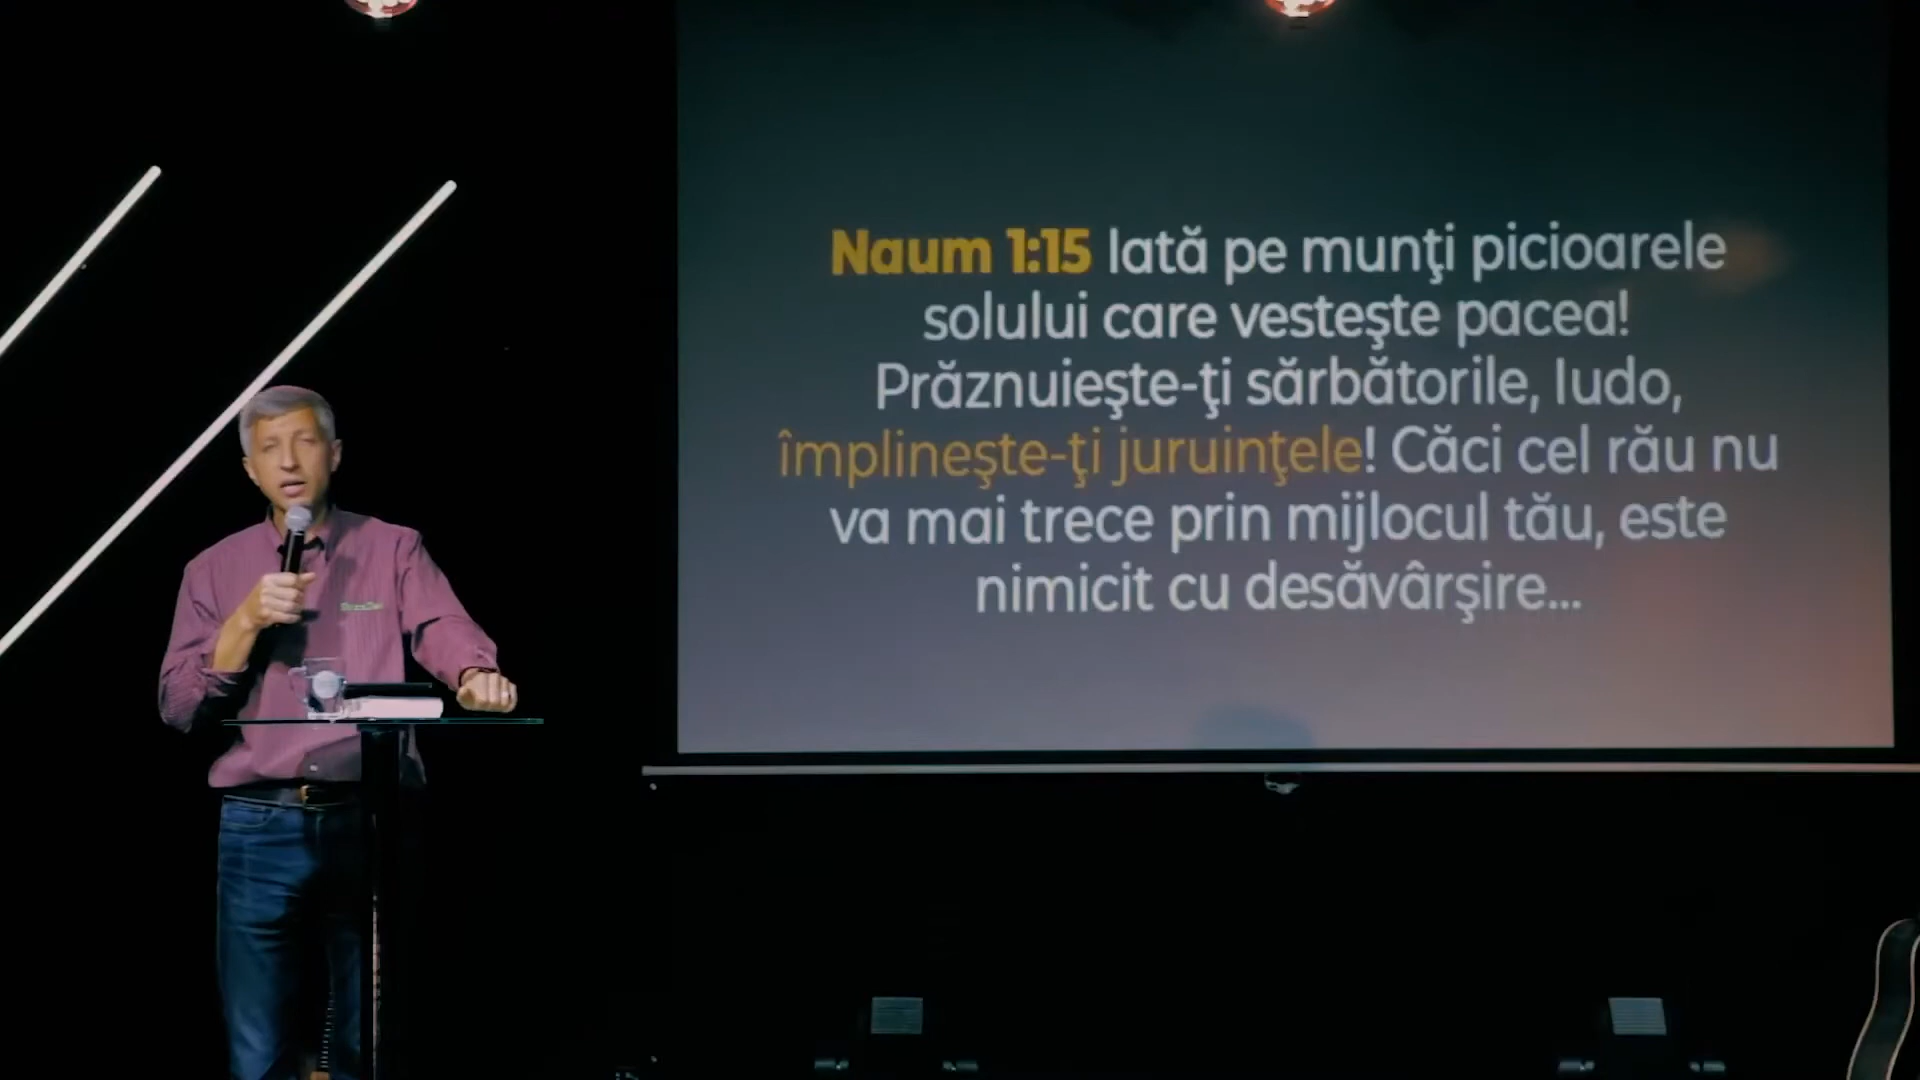 Naum 1:15 Iată pe munţi picioarele
solului care vesteşte pacea!
Prăznuieşte-ţi sărbătorile, Iudo,
împlineşte-ţi juruinţele! Căci cel rău nu
va mai trece prin mijlocul tău, este
nimicit cu desăvârşire...